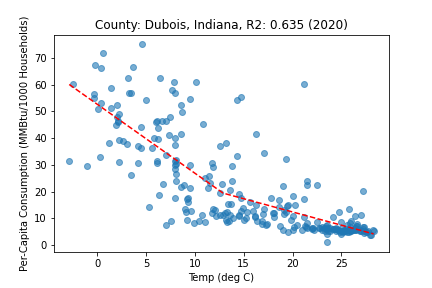 County: Dubois, Indiana, R2: 0.635 (2020)
Per-Capita Consumption (MMBtu/1000 Households)
70
60
50
40
30
20
10
0
0 5 10 15 20 25
Temp (deg C)